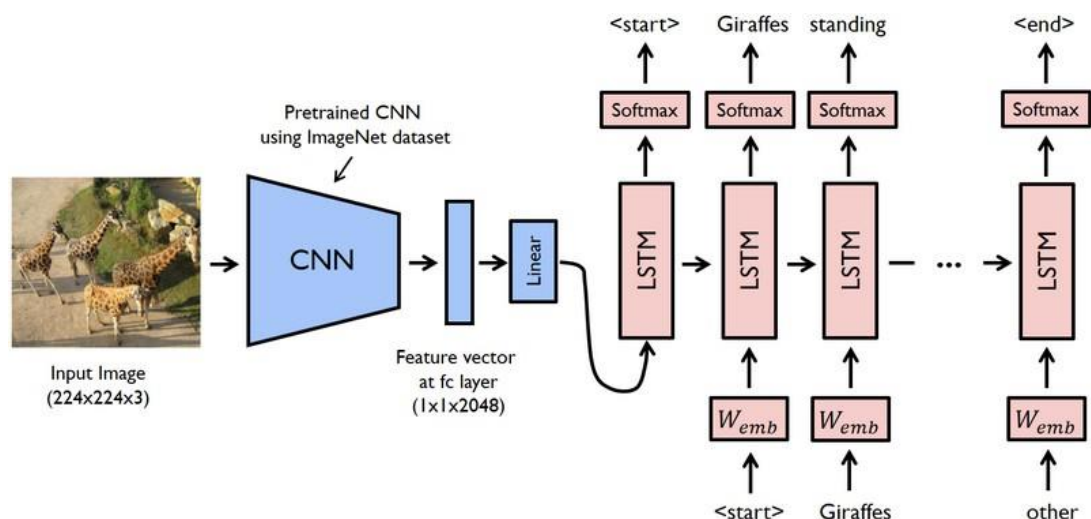 <start> Giraffes standing <end>
Softmax Softmax Softmax Softmax
Pretrained CNN
using ImageNet dataset
CNN
Linear
LSTM LSTM LSTM ... LSTM
Input Image
(224x224x3)
Feature vector
at fc layer
(1x1x2048)
W_emb W_emb W_emb
<start> Giraffes other